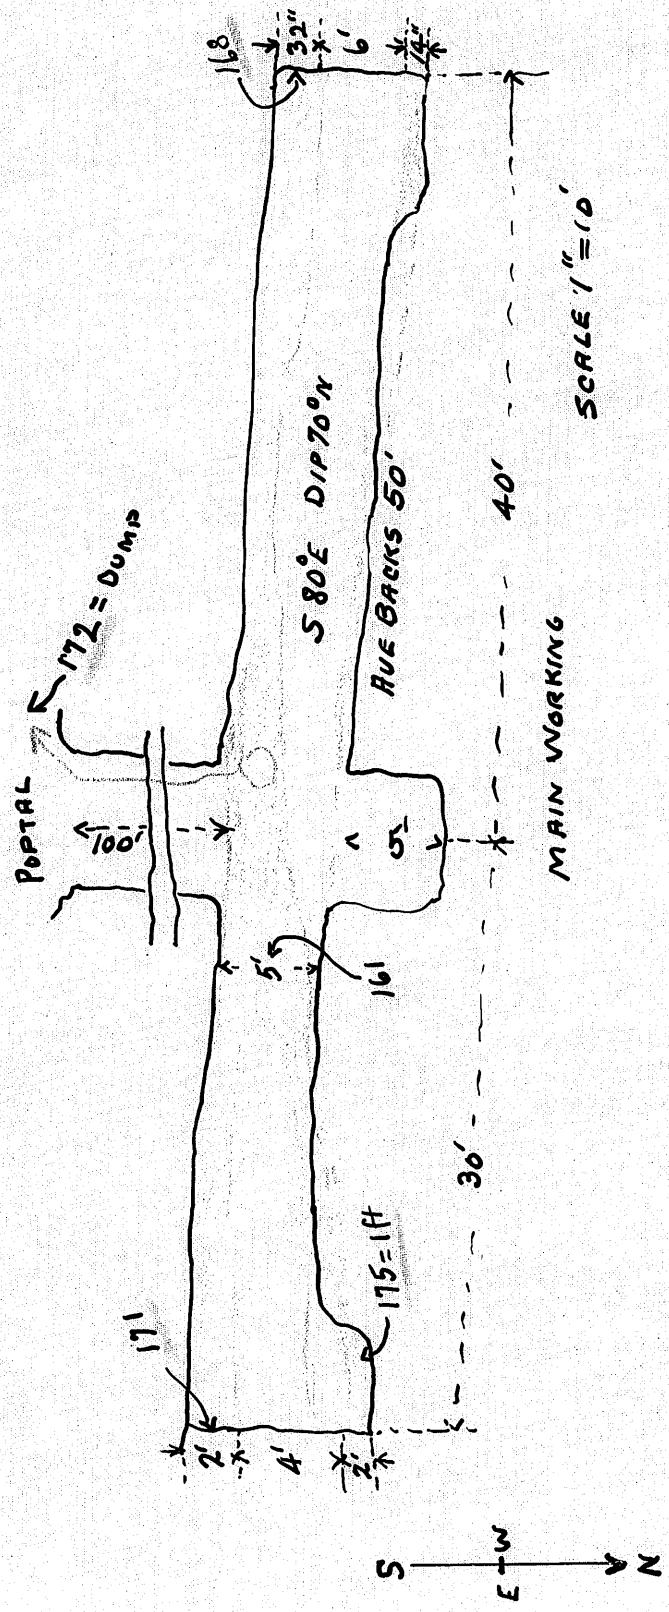 PORTAL
172 = DUMP
100'
168
32"
6'
14"
S 80°E DIP 70°N
AVE BACKS 50'
5'
161
5'
171
2'
4'
2'
175=1ft
30'
40'
MAIN WORKING
SCALE 1"=10'
S
E W
N